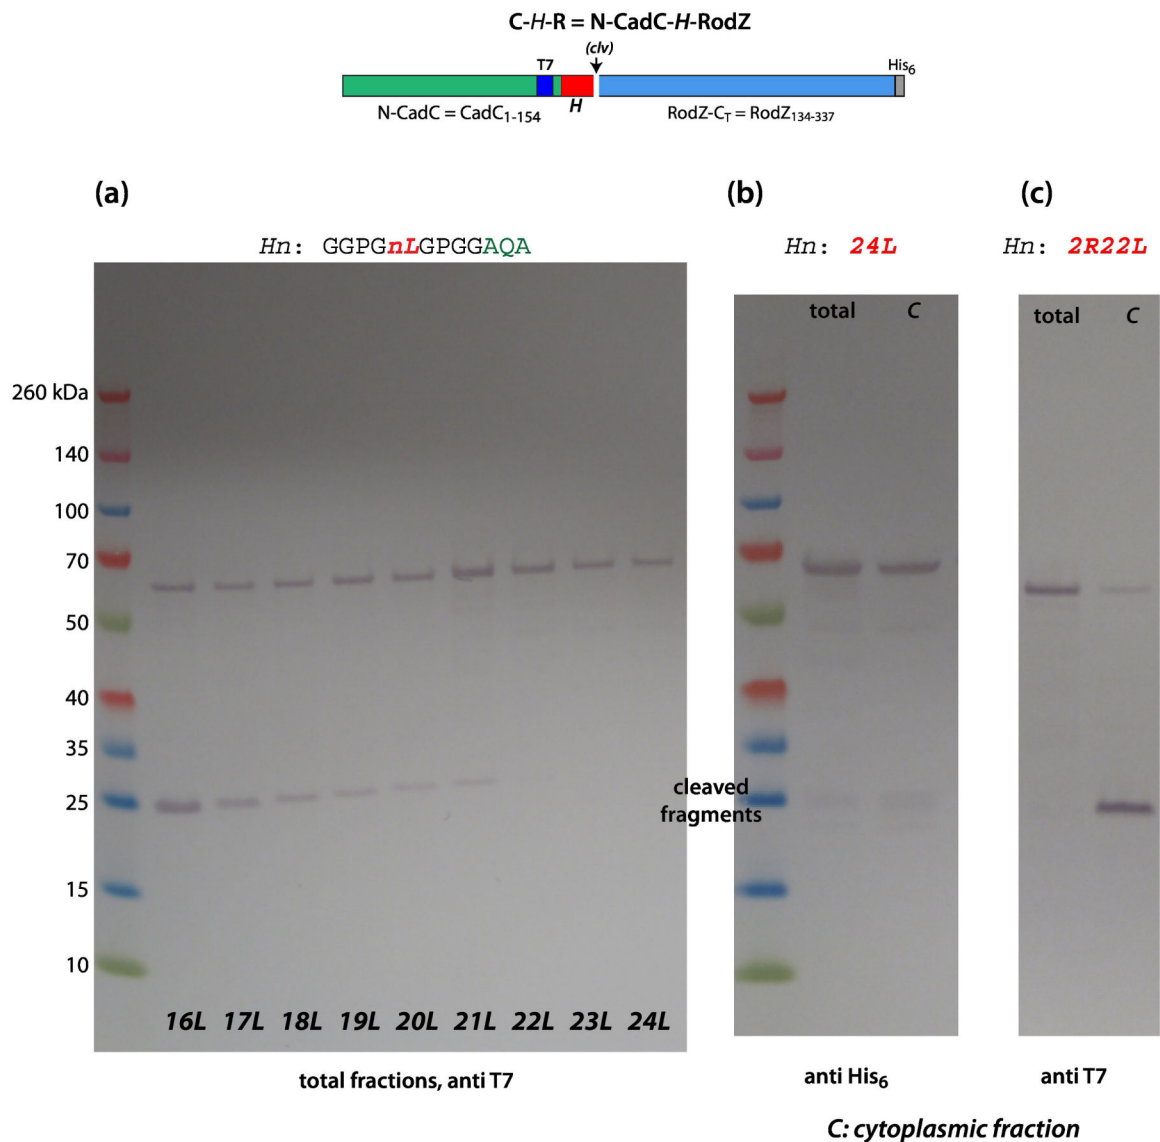 C-H-R = N-CadC-H-RodZ
(clv)
T7
His6
H
N-CadC = CadC1-154
RodZ-CT = RodZ134-337
(a)
(b)
(c)
Hn: GGPGnLGPGGAQA
Hn: 24L
Hn: 2R22L
total C
total C
260 kDa
140
100
70
50
40
35
25
15
10
cleaved
fragments
16L 17L 18L 19L 20L 21L 22L 23L 24L
total fractions, anti T7
anti His6
anti T7
C: cytoplasmic fraction